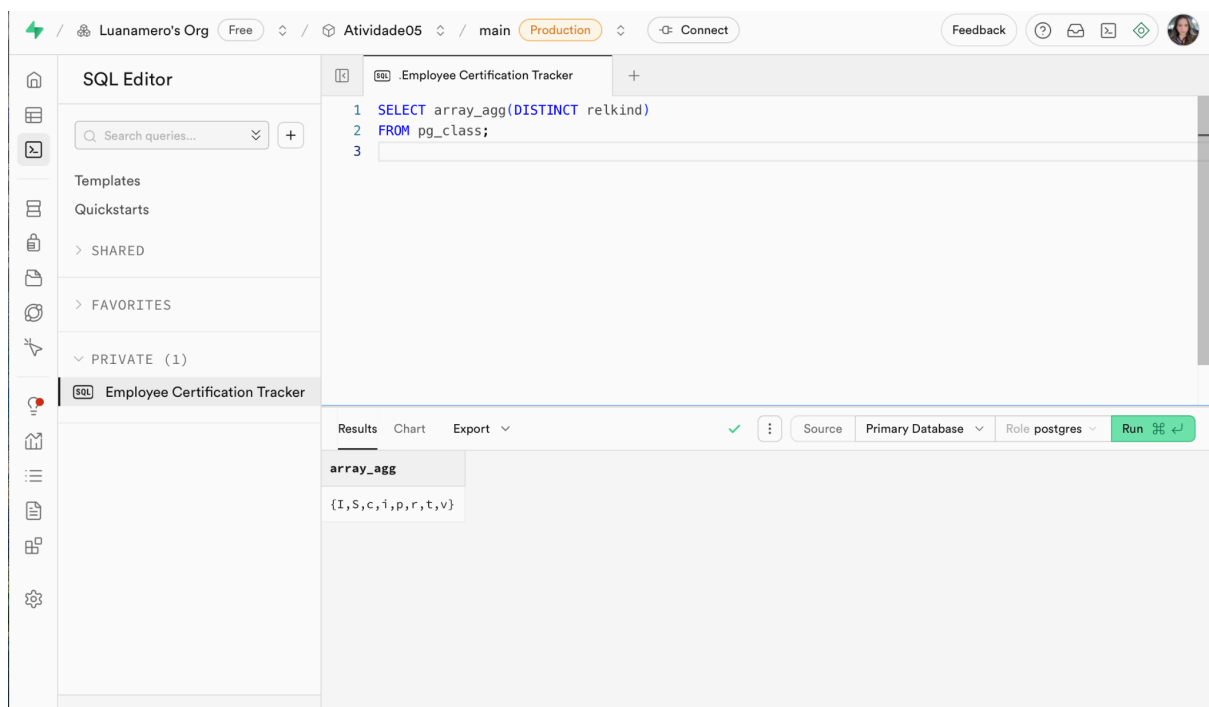 / Luanamero's Org Free / Atividade05 / main Production Connect Feedback
SQL Editor
Search queries...
Templates
Quickstarts
SHARED
FAVORITES
PRIVATE (1)
SQL Employee Certification Tracker
SQL .Employee Certification Tracker
1 SELECT array_agg(DISTINCT relkind)
2 FROM pg_class;
3
Results Chart Export Source Primary Database Role postgres Run ⌘ ↵
array_agg
{I,S,c,i,p,r,t,v}